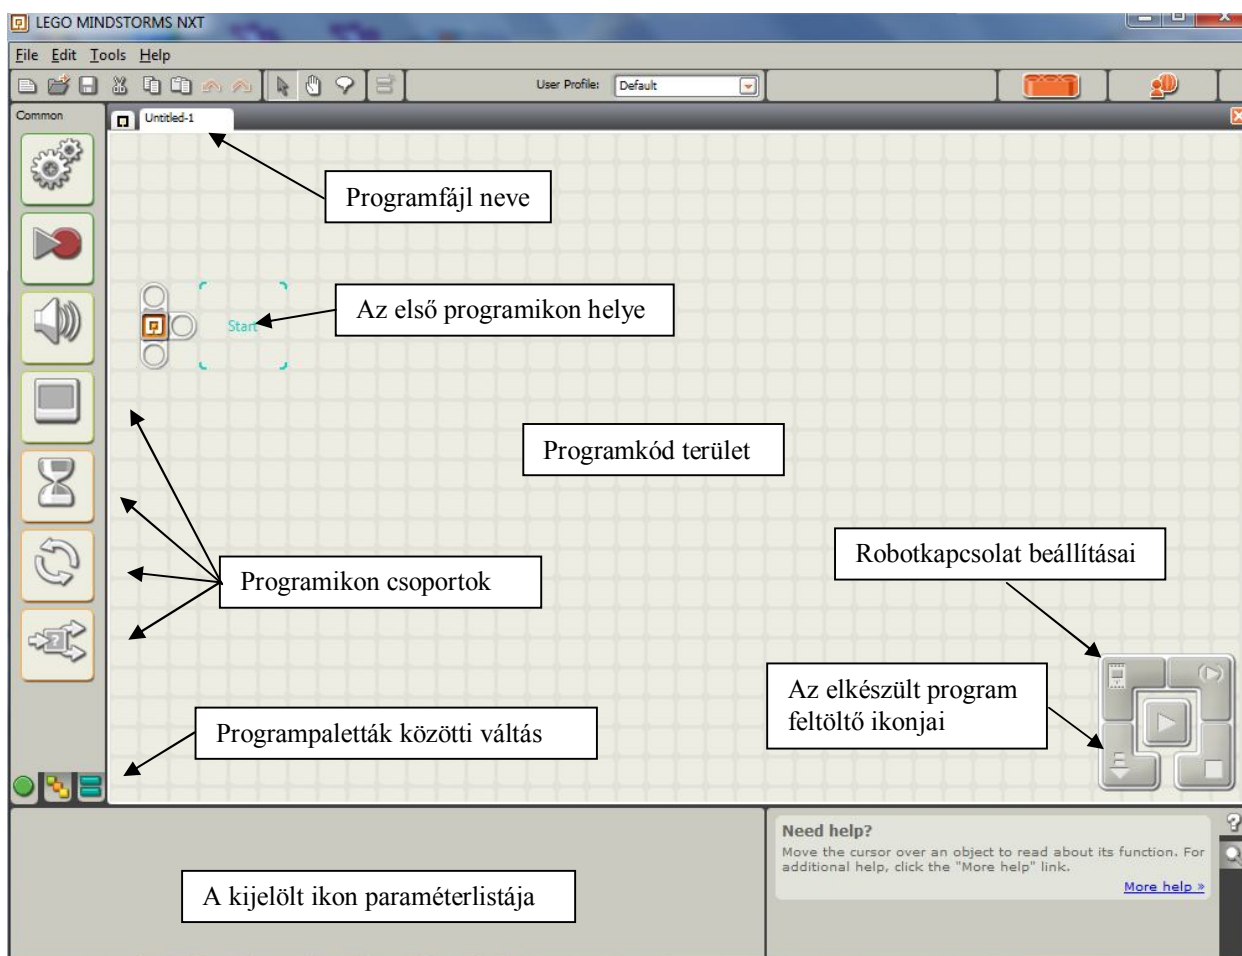 LEGO MINDSTORMS NXT
File Edit Tools Help
User Profile: Default
Common
Untitled-1
Programfájl neve
Az első programikon helye
Start
Programkód terület
Robotkapcsolat beállításai
Programikon csoportok
Az elkészült program
feltöltő ikonjai
Programpaletták közötti váltás
Need help?
Move the cursor over an object to read about its function. For
additional help, click the "More help" link.
More help »
A kijelölt ikon paraméterlistája